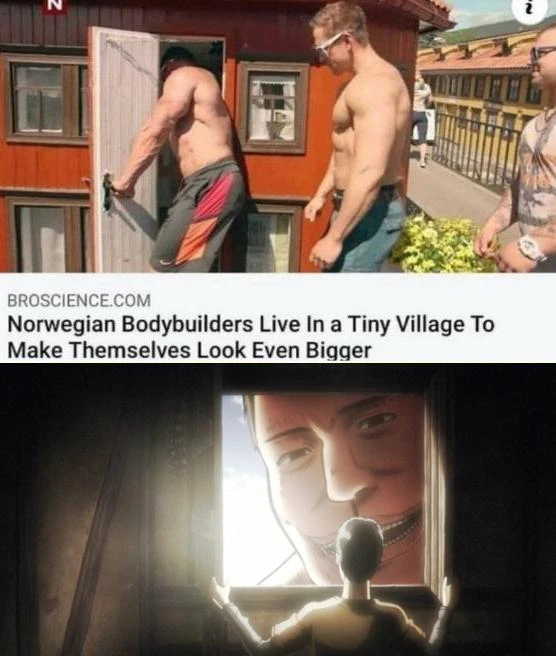 N
i
BROSCIENCE.COM
Norwegian Bodybuilders Live In a Tiny Village To
Make Themselves Look Even Bigger